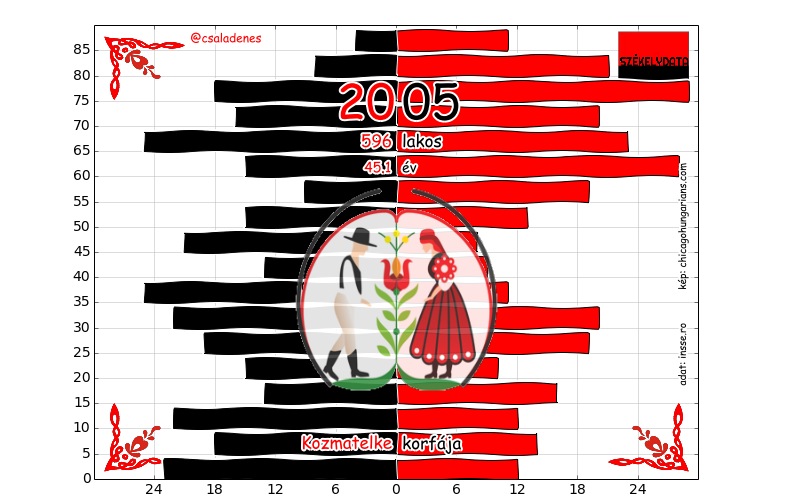 @csaladenes
SZÉKELYDATA
2005
596 lakos
45.1 év
kép: chicagohungarians.com
adat: insse.ro
Kozmatelke korfája
85
80
75
70
65
60
55
50
45
40
35
30
25
20
15
10
5
0
24 18 12 6 0 6 12 18 24